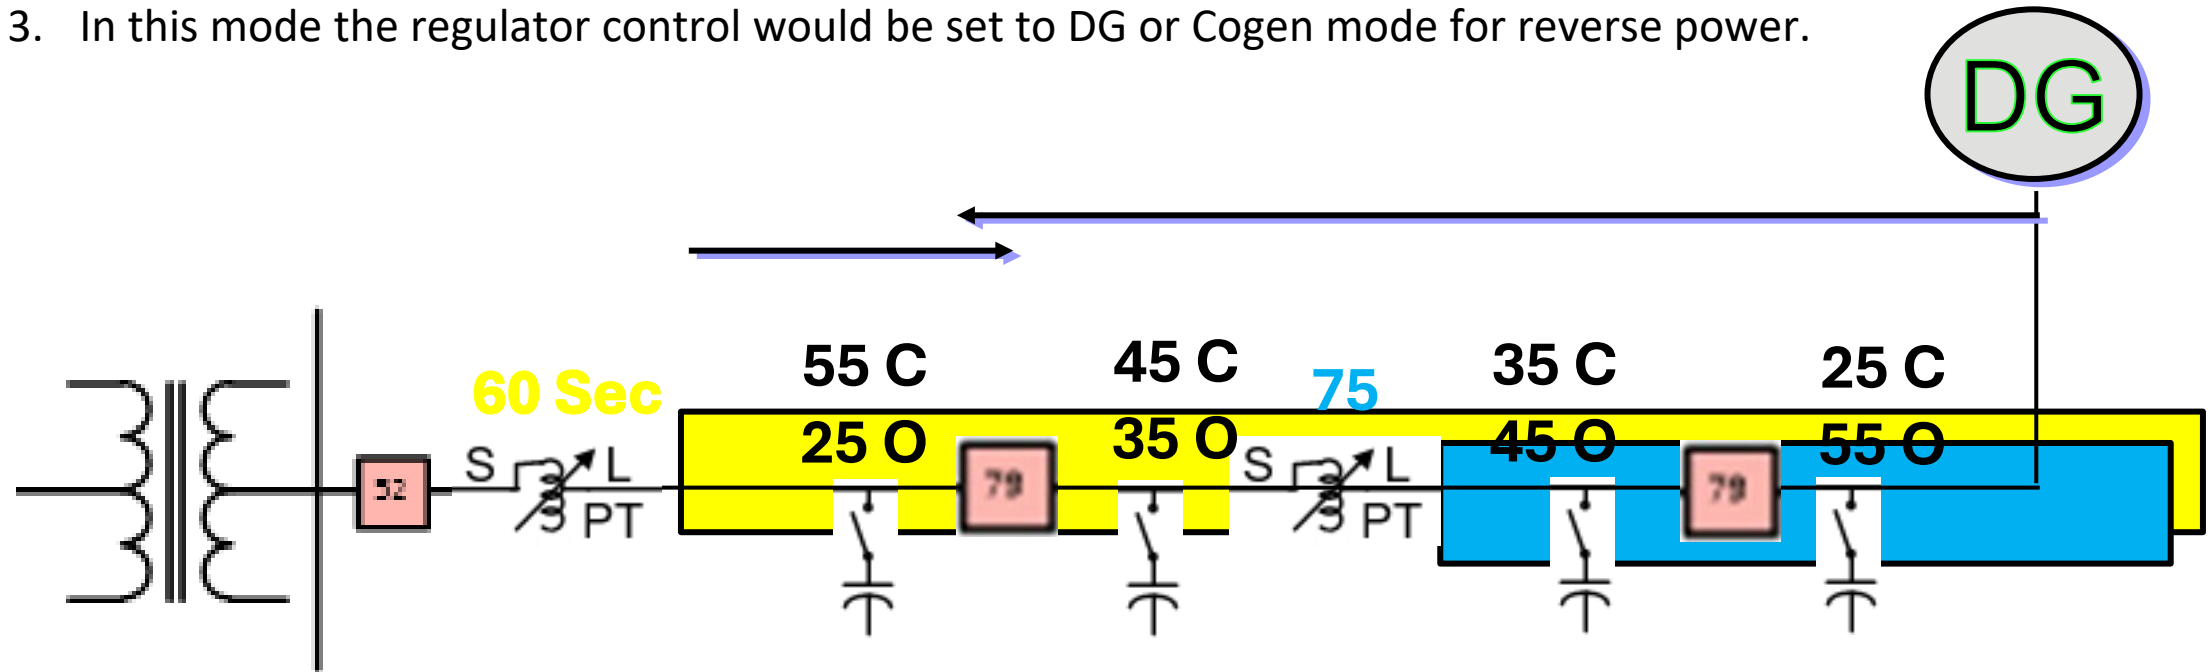 3. In this mode the regulator control would be set to DG or Cogen mode for reverse power.
DG
55 C 45 C 35 C 25 C
60 Sec 75
25 O 35 O 45 O 55 O
S L S L
52 79 79
PT PT